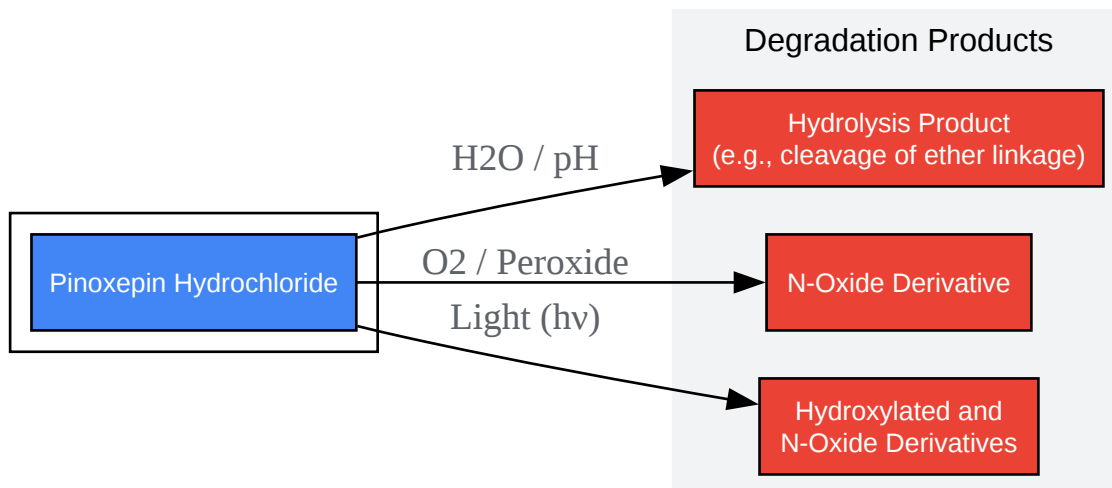 Degradation Products
Hydrolysis Product
(e.g., cleavage of ether linkage)
H2O / pH
Pinoxepin Hydrochloride
O2 / Peroxide
N-Oxide Derivative
Light (hν)
Hydroxylated and
N-Oxide Derivatives